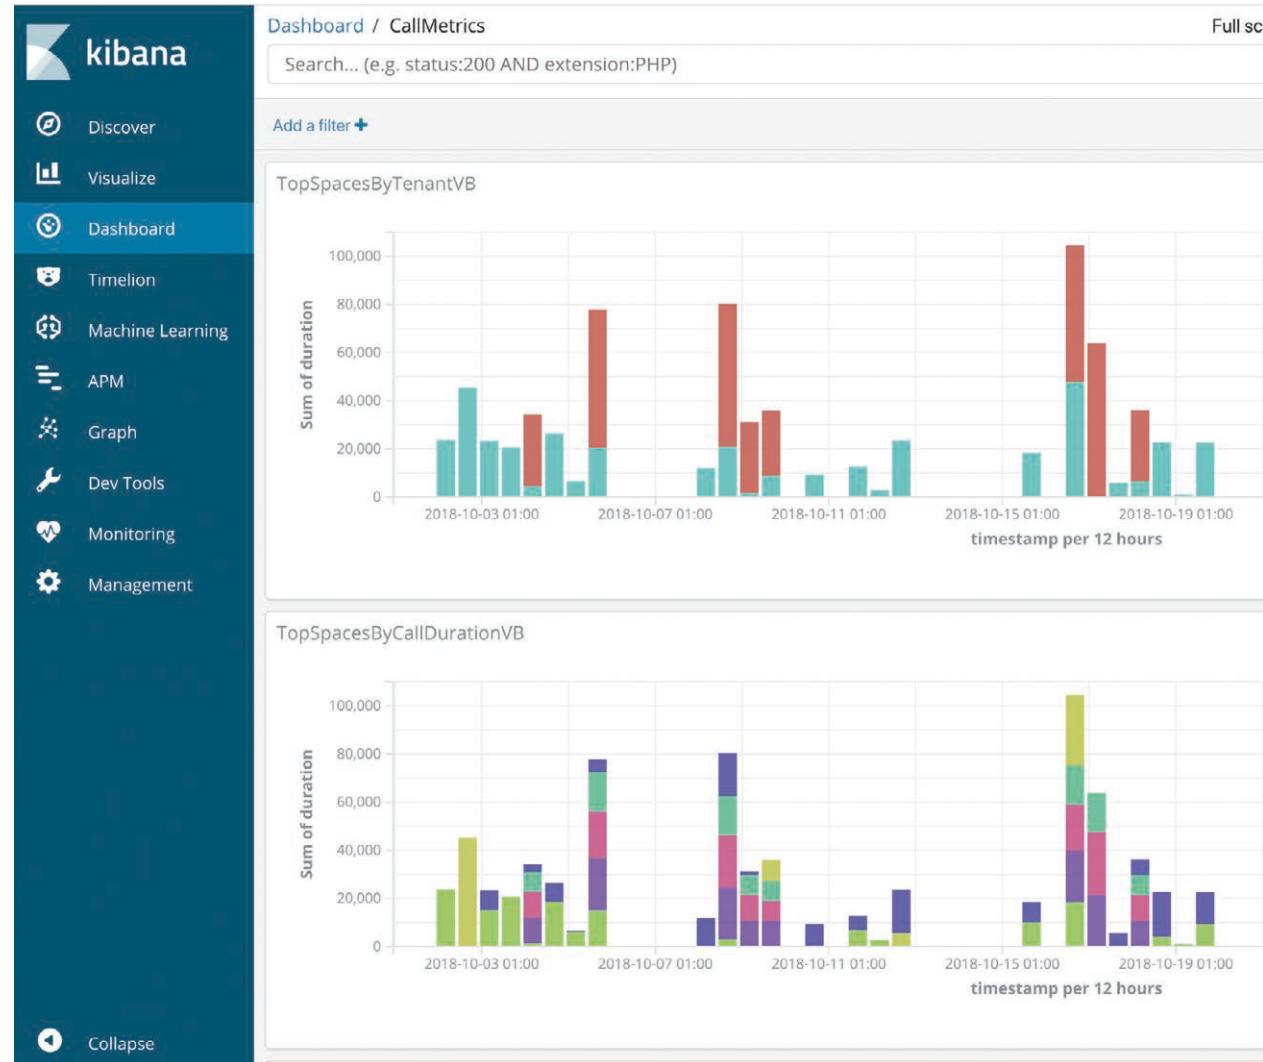 kibana
Discover
Visualize
Dashboard
Timelion
Machine Learning
APM
Graph
Dev Tools
Monitoring
Management
Collapse
Dashboard / CallMetrics
Full sc
Search... (e.g. status:200 AND extension:PHP)
Add a filter +
TopSpacesByTenantVB
Sum of duration
100,000
80,000
60,000
40,000
20,000
0
2018-10-03 01:00 2018-10-07 01:00 2018-10-11 01:00 2018-10-15 01:00 2018-10-19 01:00
timestamp per 12 hours
TopSpacesByCallDurationVB
Sum of duration
100,000
80,000
60,000
40,000
20,000
0
2018-10-03 01:00 2018-10-07 01:00 2018-10-11 01:00 2018-10-15 01:00 2018-10-19 01:00
timestamp per 12 hours